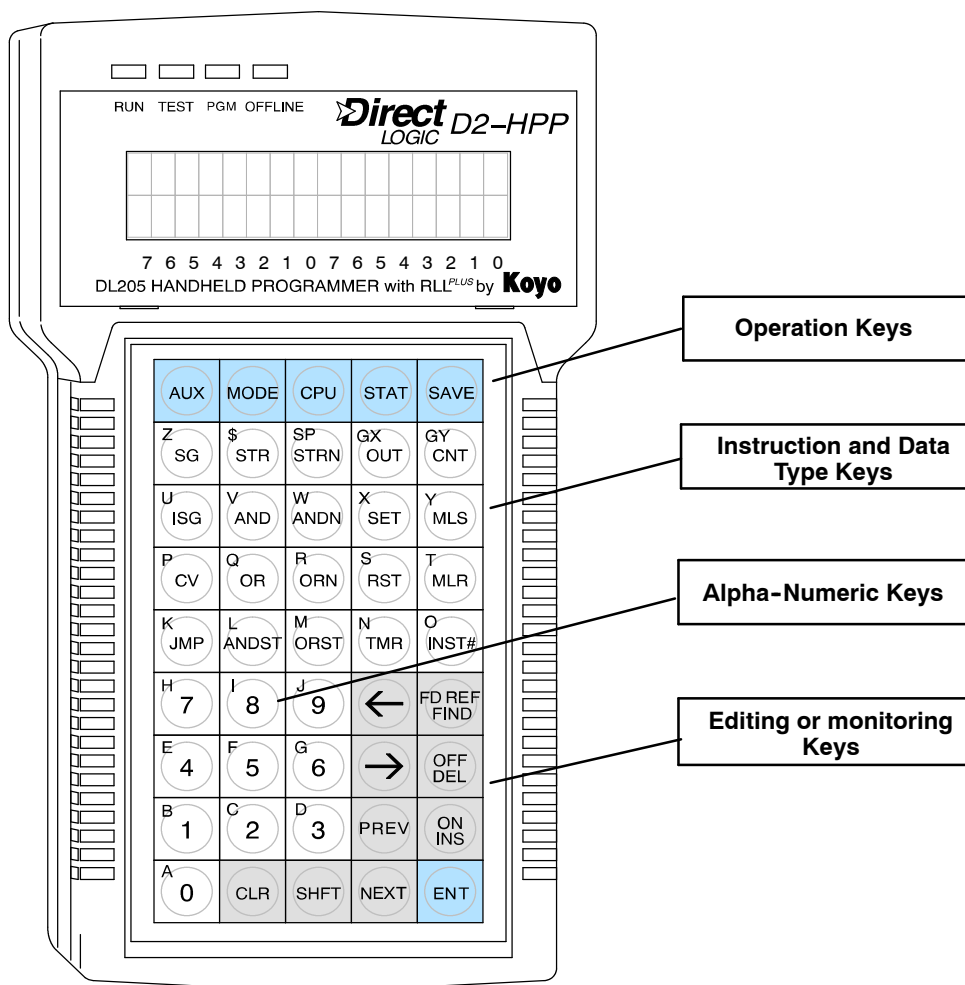 RUN TEST PGM OFFLINE
Direct
LOGIC D2-HPP
7 6 5 4 3 2 1 0 7 6 5 4 3 2 1 0
DL205 HANDHELD PROGRAMMER with RLL PLUS by Koyo
AUX MODE CPU STAT SAVE
Z $ SP GX GY
SG STR STRN OUT CNT
U V W X Y
ISG AND ANDN SET MLS
P Q R S T
CV OR ORN RST MLR
K L M N O
JMP ANDST ORST TMR INST#
H I J
7 8 9 ← FD REF
FIND
E F G
4 5 6 → OFF
DEL
B C D
1 2 3 PREV ON
INS
A
0 CLR SHFT NEXT ENT
Operation Keys
Instruction and Data
Type Keys
Alpha-Numeric Keys
Editing or monitoring
Keys